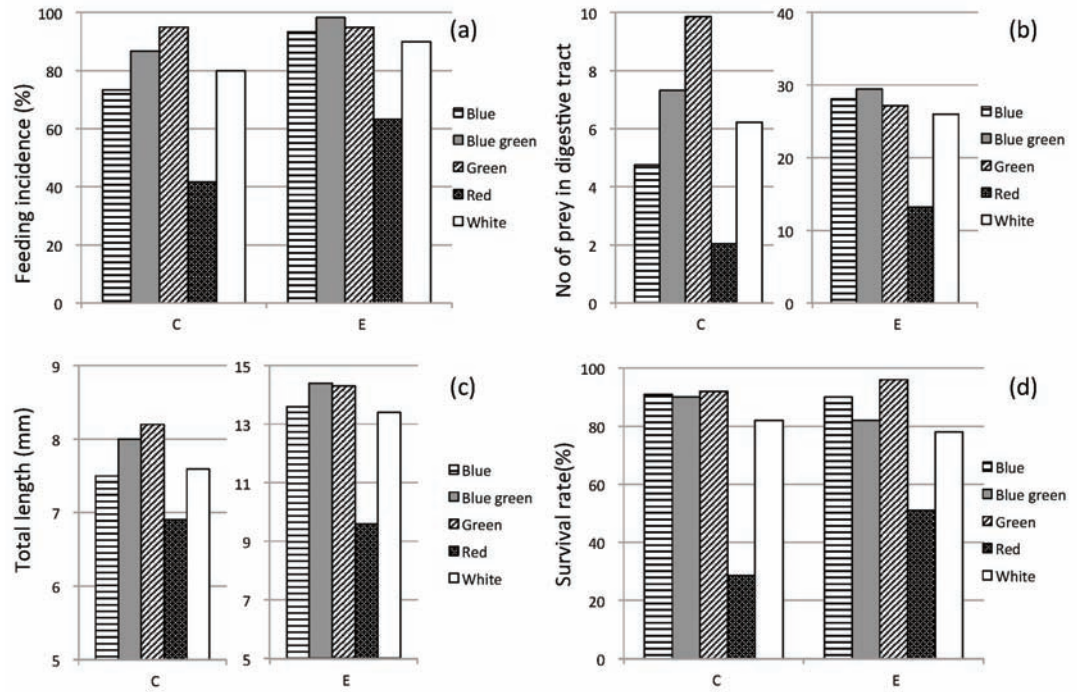 (a)
Feeding incidence (%)
100
80
60
40
20
0
C
E
Blue
Blue green
Green
Red
White
(b)
No of prey in digestive tract
10
8
6
4
2
0
C
40
30
20
10
0
E
Blue
Blue green
Green
Red
White
(c)
Total length (mm)
9
8
7
6
5
C
15
13
11
9
7
5
E
Blue
Blue green
Green
Red
White
(d)
Survival rate(%)
100
80
60
40
20
0
C
E
Blue
Blue green
Green
Red
White